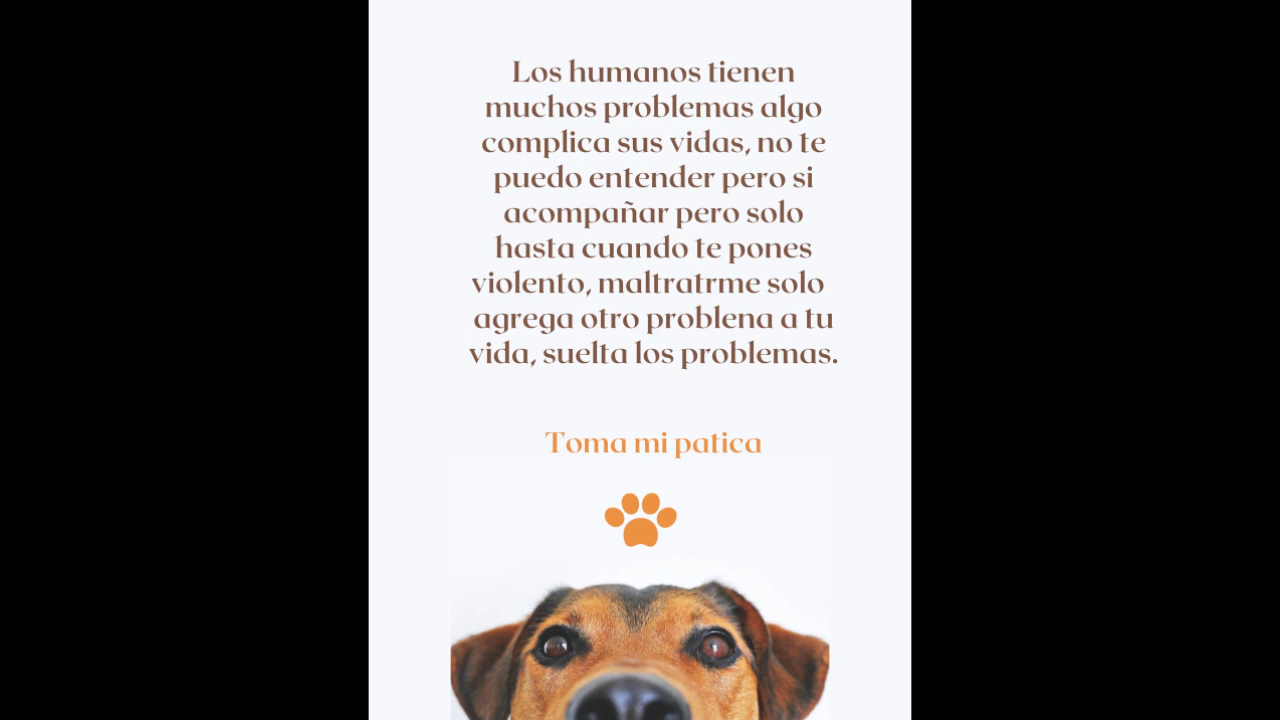 Los humanos tienen
muchos problemas algo
complica sus vidas, no te
puedo entender pero si
acompañar pero solo
hasta cuando te pones
violento, maltratrme solo
agrega otro problena a tu
vida, suelta los problemas.
Toma mi patica